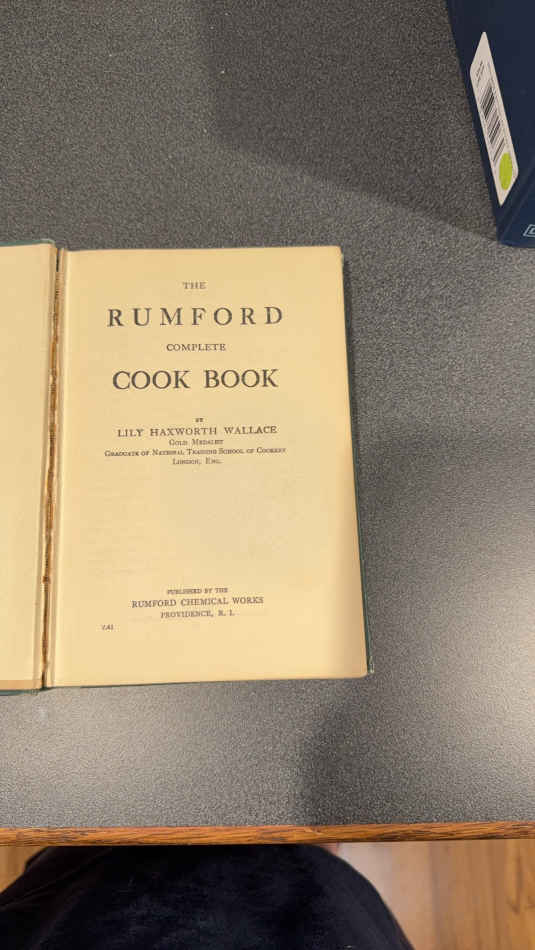 THE
RUMFORD
COMPLETE
COOK BOOK
BY
LILY HAXWORTH WALLACE
GOLD MEDALIST
GRADUATE OF NATIONAL TRAINING SCHOOL OF COOKERY
LONDON, ENG.
PUBLISHED BY THE
RUMFORD CHEMICAL WORKS
PROVIDENCE, R. I.